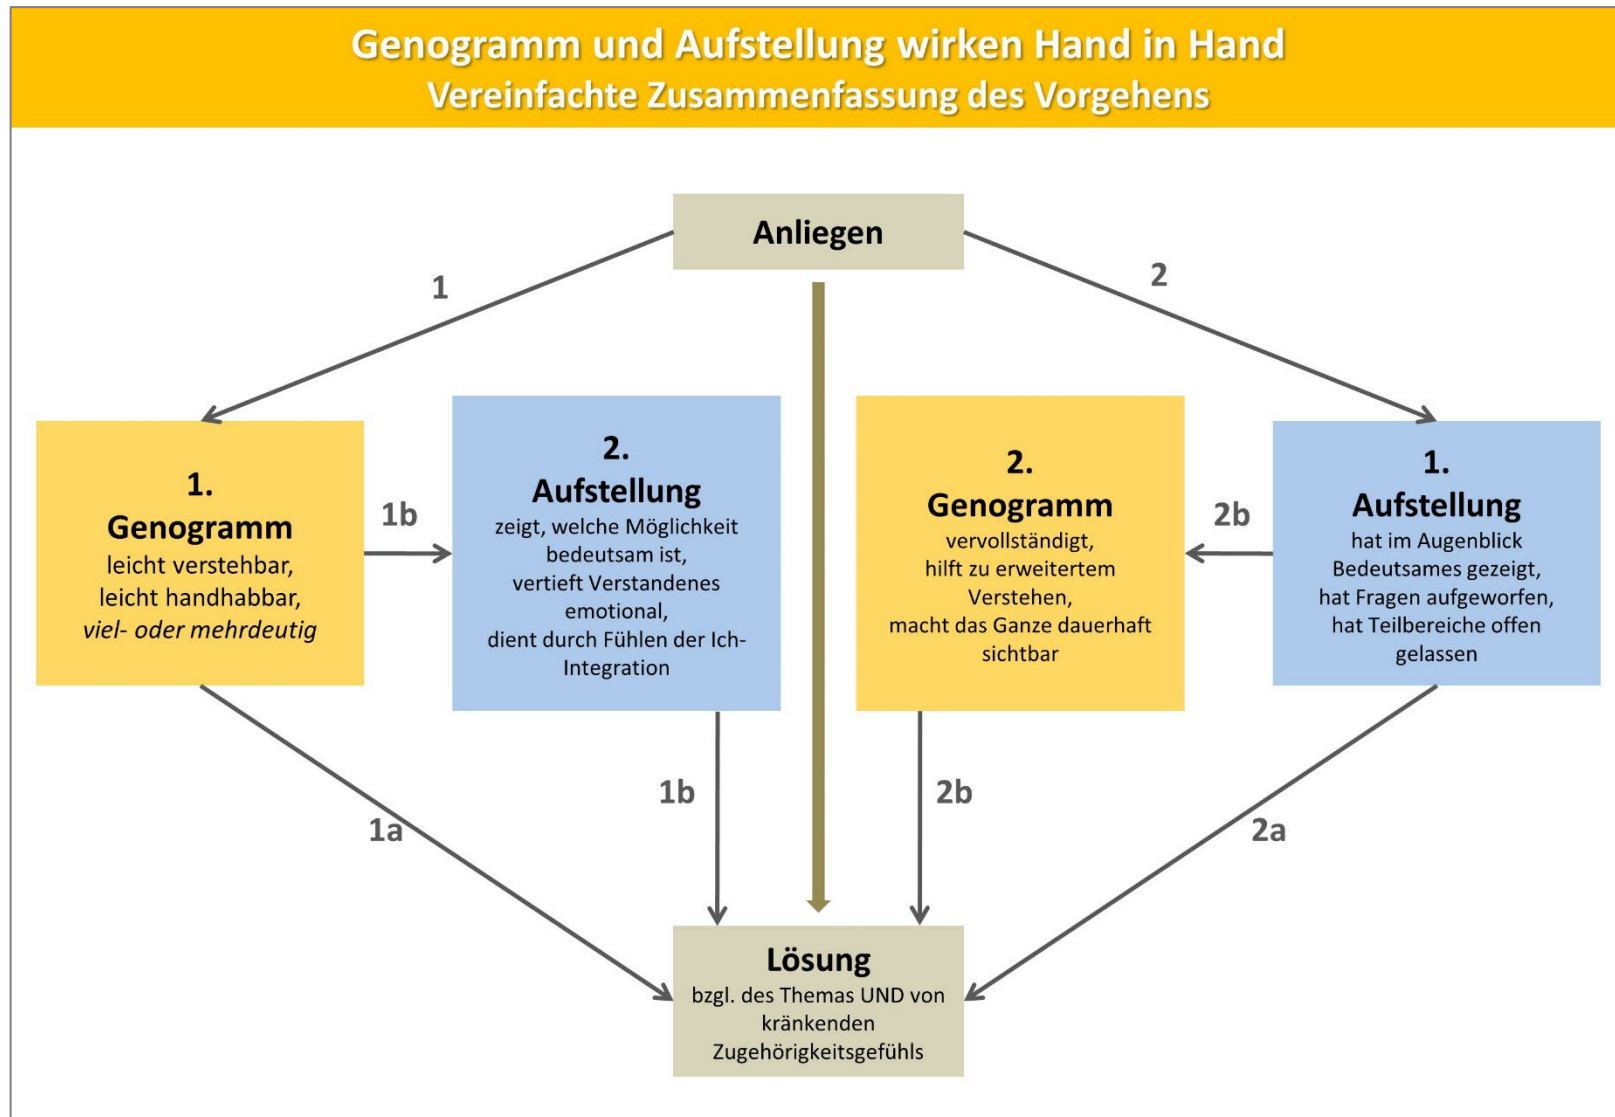 Genogramm und Aufstellung wirken Hand in Hand
Vereinfachte Zusammenfassung des Vorgehens
Anliegen
1
2
1.
Genogramm
leicht verstehbar,
leicht handhabbar,
viel- oder mehrdeutig
1b
2.
Aufstellung
zeigt, welche Möglichkeit
bedeutsam ist,
vertieft Verstandenes
emotional,
dient durch Fühlen der Ich-
Integration
2.
Genogramm
vervollständigt,
hilft zu erweitertem
Verstehen,
macht das Ganze dauerhaft
sichtbar
2b
1.
Aufstellung
hat im Augenblick
Bedeutsames gezeigt,
hat Fragen aufgeworfen,
hat Teilbereiche offen
gelassen
1a
1b
2b
2a
Lösung
bzgl. des Themas UND von
kränkenden
Zugehörigkeitsgefühls